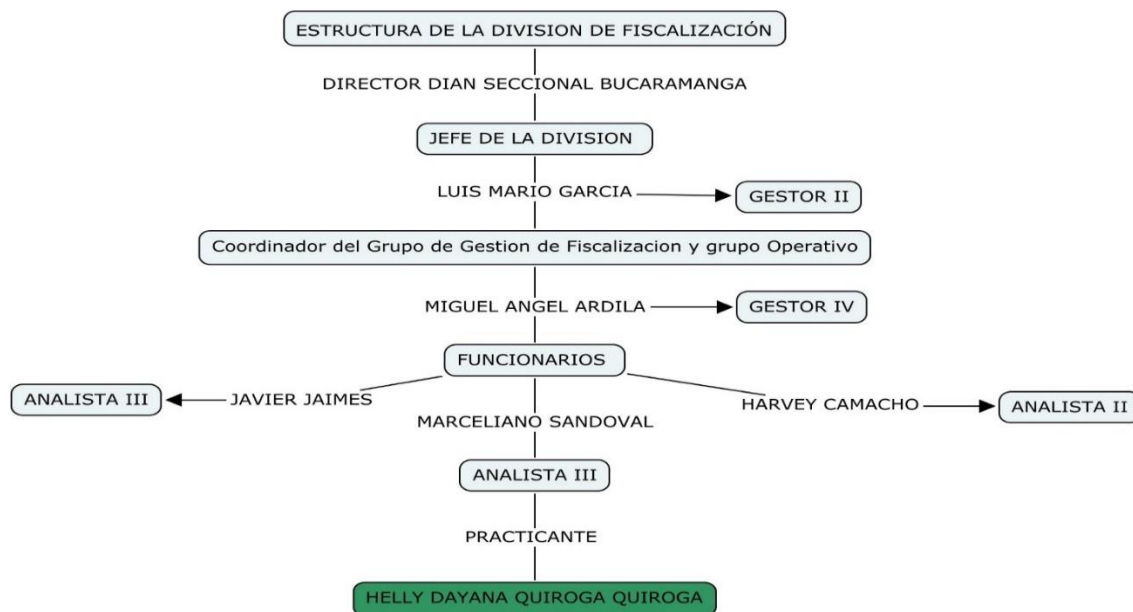 ESTRUCTURA DE LA DIVISION DE FISCALIZACIÓN
DIRECTOR DIAN SECCIONAL BUCARAMANGA
JEFE DE LA DIVISION
LUIS MARIO GARCIA
GESTOR II
Coordinador del Grupo de Gestion de Fiscalizacion y grupo Operativo
MIGUEL ANGEL ARDILA
GESTOR IV
FUNCIONARIOS
ANALISTA III
JAVIER JAIMES
MARCELIANO SANDOVAL
HARVEY CAMACHO
ANALISTA II
ANALISTA III
PRACTICANTE
HELLY DAYANA QUIROGA QUIROGA